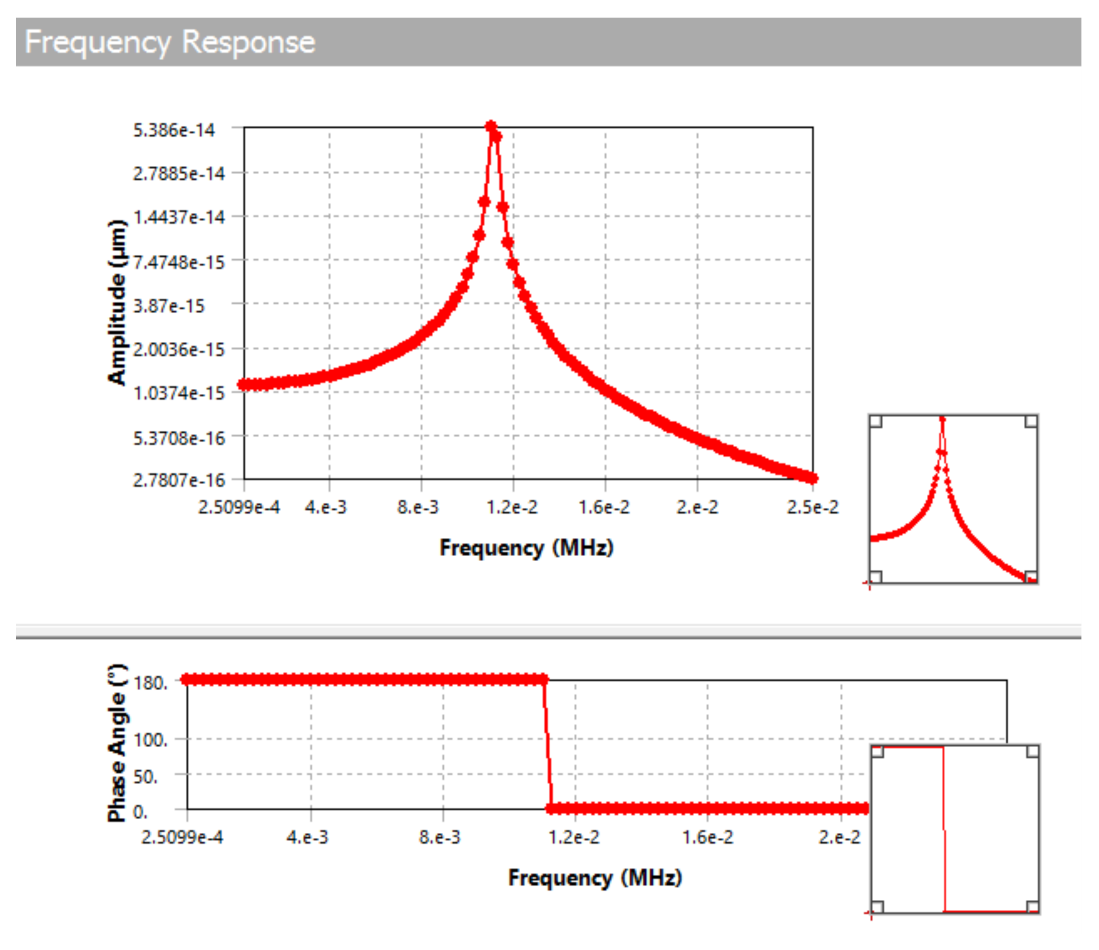 Frequency Response
5.386e-14
2.7885e-14
1.4437e-14
7.4748e-15
3.87e-15
2.0036e-15
1.0374e-15
5.3708e-16
2.7807e-16
Amplitude (µm)
2.5099e-4 4.e-3 8.e-3 1.2e-2 1.6e-2 2.e-2 2.5e-2
Frequency (MHz)
Phase Angle (°)
180.
100.
50.
0.
2.5099e-4 4.e-3 8.e-3 1.2e-2 1.6e-2 2.e-2
Frequency (MHz)